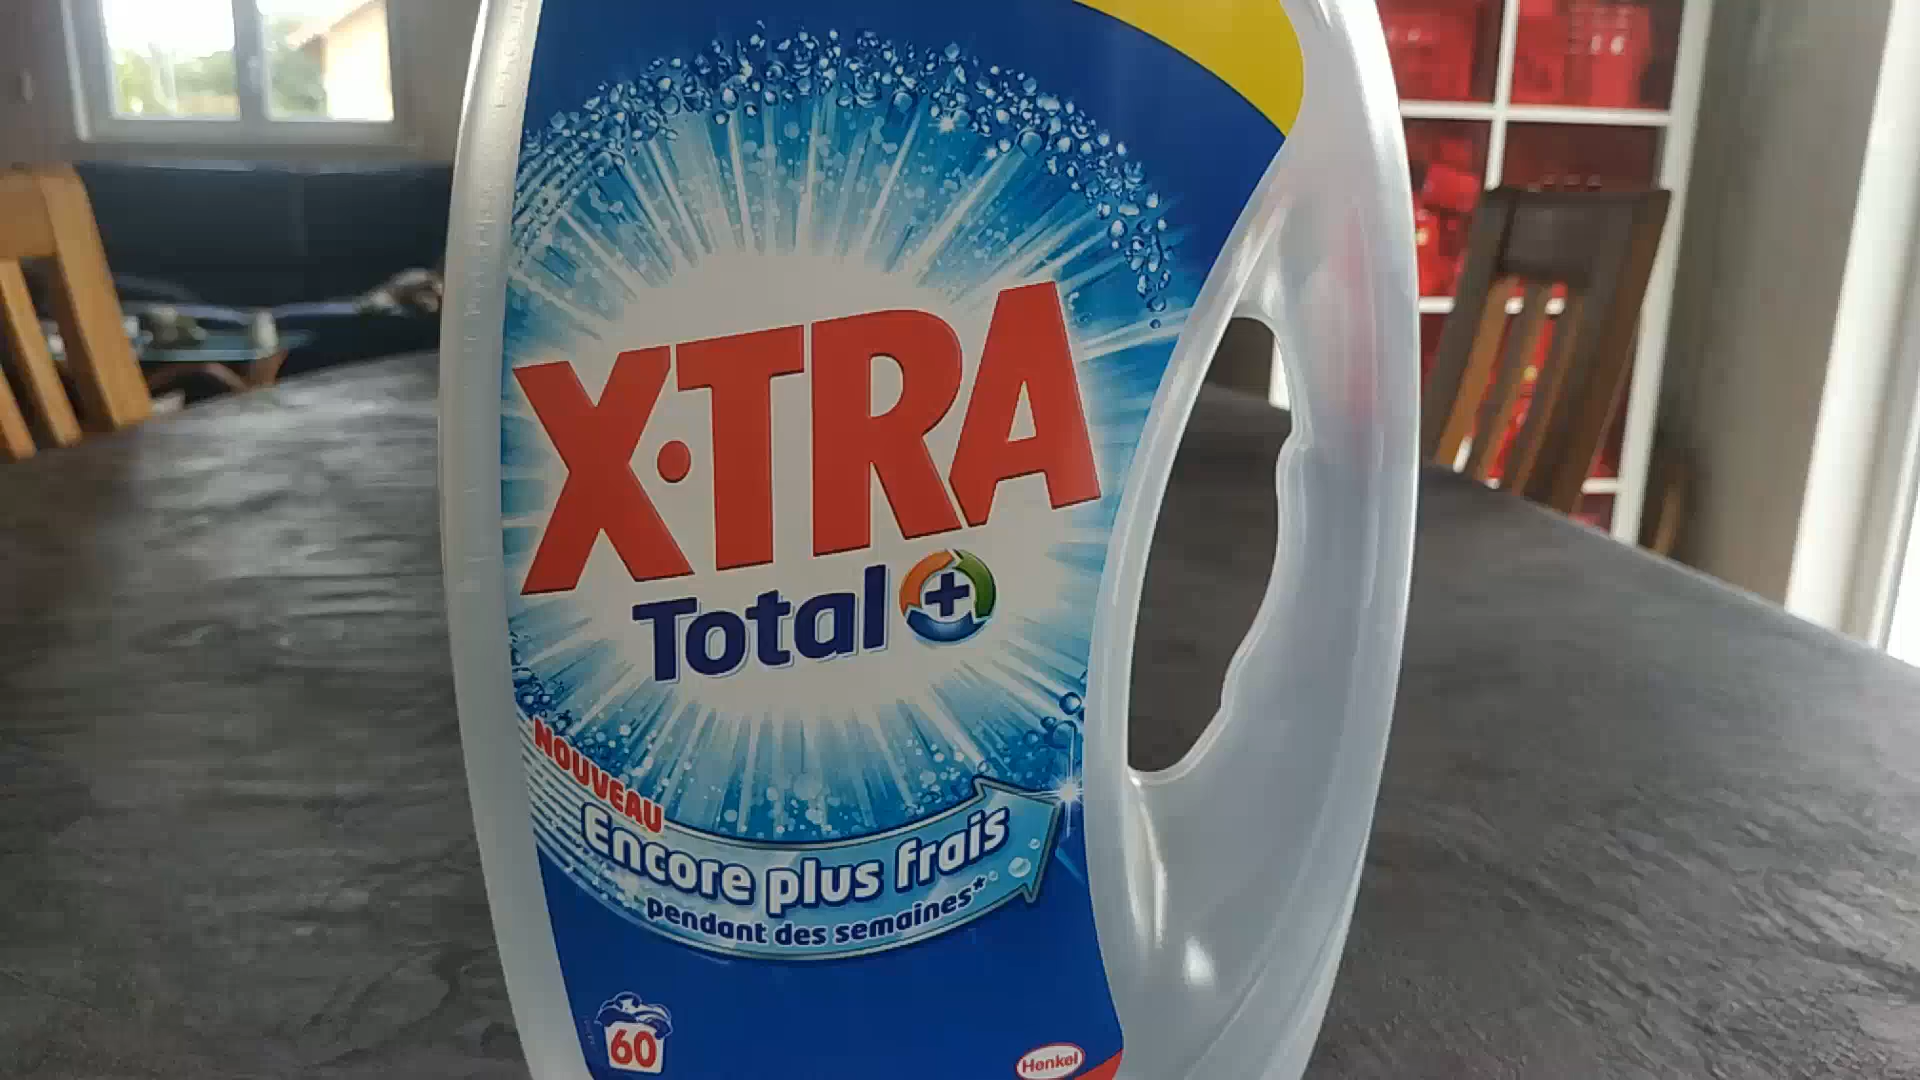 X·TRA
Total +
NOUVEAU
Encore plus frais
pendant des semaines*
60
Henkel